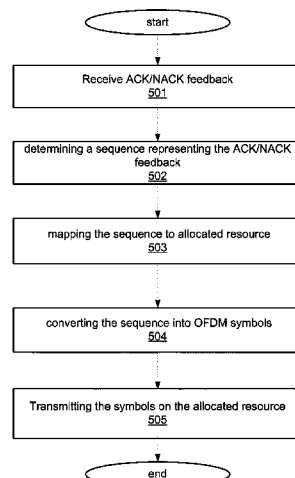 start
Receive ACK/NACK feedback
501
determining a sequence representing the ACK/NACK
feedback
502
mapping the sequence to allocated resource
503
converting the sequence into OFDM symbols
504
Transmitting the symbols on the allocated resource
505
end